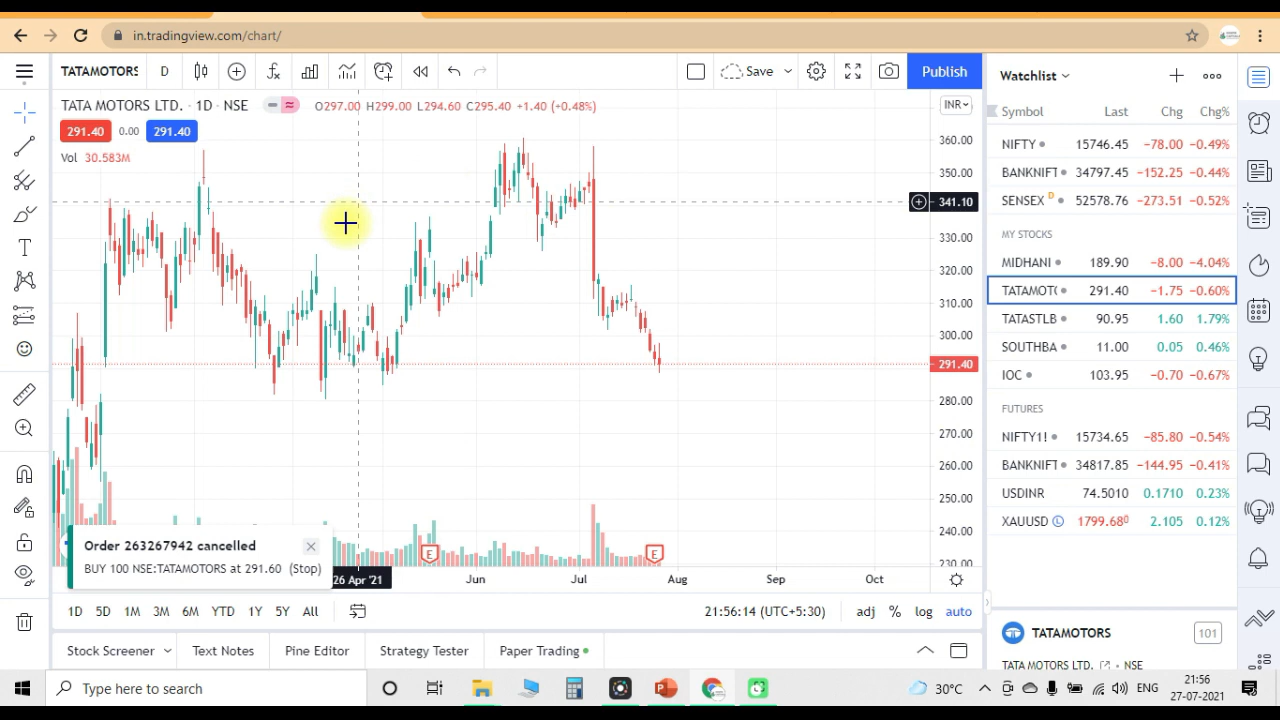 in.tradingview.com/chart/
TATAMOTORS D Save Publish
TATA MOTORS LTD. · 1D · NSE O297.00 H299.00 L294.60 C295.40 +1.40 (+0.48%) INR
291.40 0.00 291.40
Vol 30.583M
360.00
350.00
341.10
330.00
320.00
310.00
300.00
291.40
280.00
270.00
260.00
250.00
240.00
230.00
Order 263267942 cancelled
BUY 100 NSE:TATAMOTORS at 291.60 (Stop)
E E
26 Apr '21 Jun Jul Aug Sep Oct
1D 5D 1M 3M 6M YTD 1Y 5Y All 21:56:14 (UTC+5:30) adj % log auto
Stock Screener Text Notes Pine Editor Strategy Tester Paper Trading
Watchlist
Symbol Last Chg Chg%
NIFTY 15746.45 −78.00 −0.49%
BANKNIFT 34797.45 −152.25 −0.44%
SENSEX D 52578.76 −273.51 −0.52%
MY STOCKS
MIDHANI 189.90 −8.00 −4.04%
TATAMOT 291.40 −1.75 −0.60%
TATASTLB 90.95 1.60 1.79%
SOUTHBA 11.00 0.05 0.46%
IOC 103.95 −0.70 −0.67%
FUTURES
NIFTY1! 15734.65 −85.80 −0.54%
BANKNIFT 34817.85 −144.95 −0.41%
USDINR 74.5010 0.1710 0.23%
XAUUSD L 1799.680 2.105 0.12%
TATAMOTORS 101
TATA MOTORS LTD. · NSE
Type here to search 30°C ENG 21:56
27-07-2021